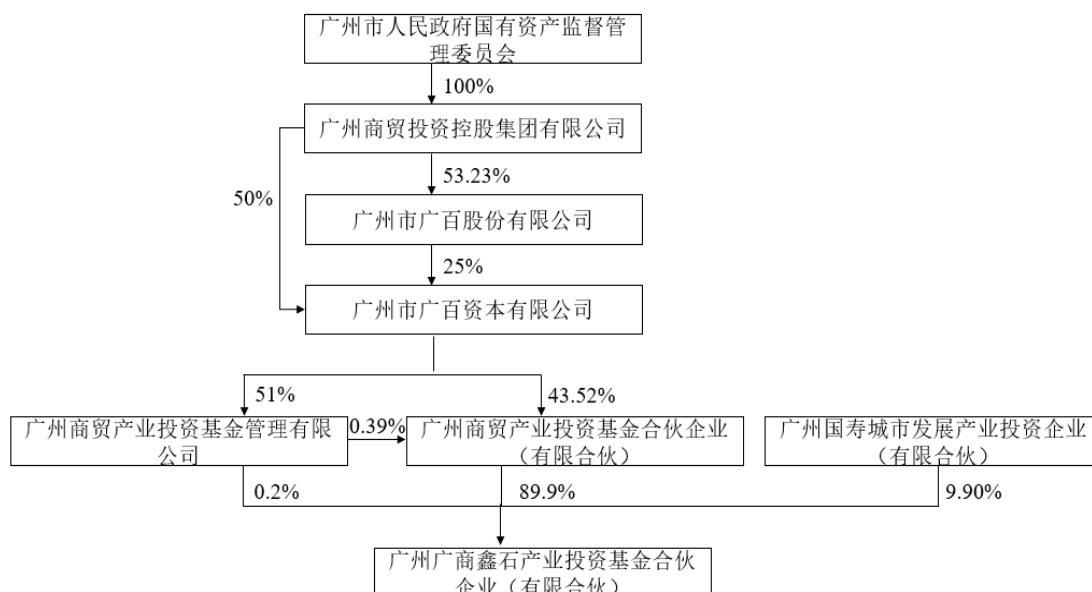 广州市人民政府国有资产监督管
理委员会
100%
广州商贸投资控股集团有限公司
53.23%
50%
广州市广百股份有限公司
25%
广州市广百资本有限公司
51%
43.52%
广州商贸产业投资基金管理有限
公司
0.39%
广州商贸产业投资基金合伙企业
（有限合伙）
广州国寿城市发展产业投资企业
（有限合伙）
0.2%
89.9%
9.90%
广州广商鑫石产业投资基金合伙
企业（有限合伙）